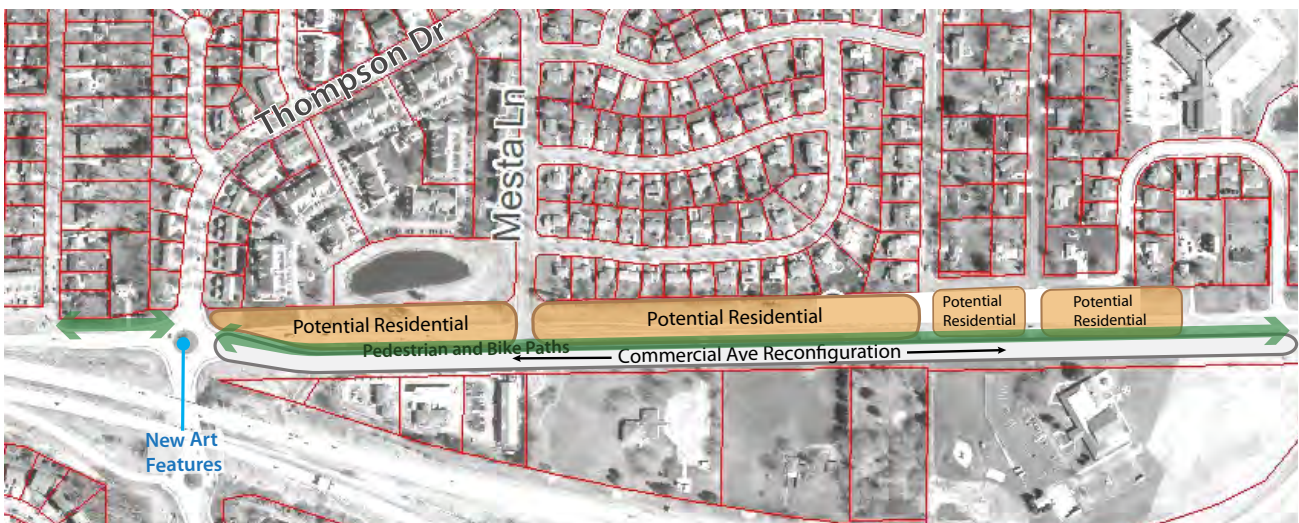 Thompson Dr
Mesta Ln
Potential Residential
Potential Residential
Potential
Residential
Potential
Residential
Pedestrian and Bike Paths
Commercial Ave Reconfiguration
New Art
Features